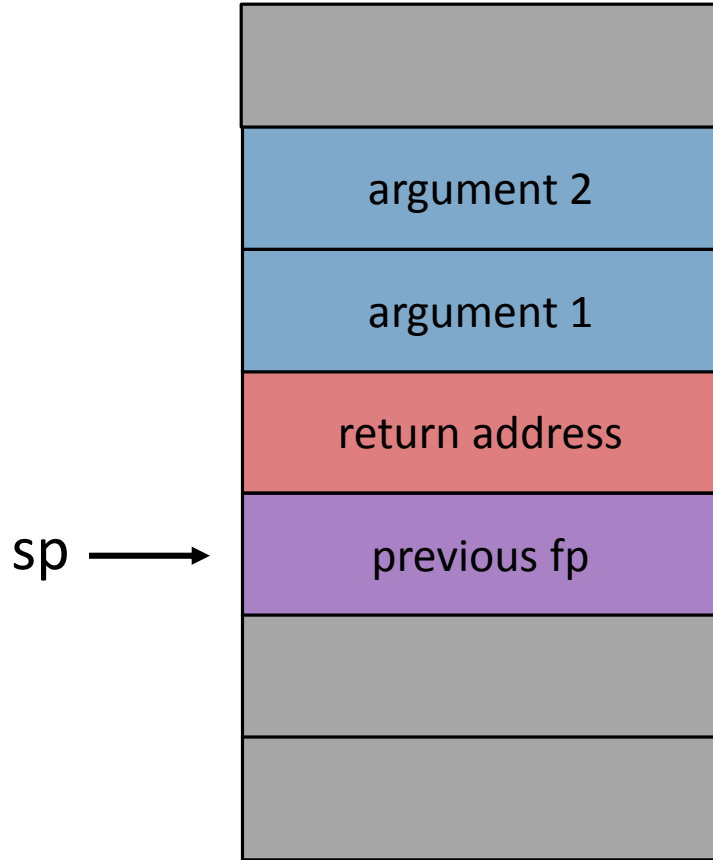 argument 2
argument 1
return address
sp
previous fp